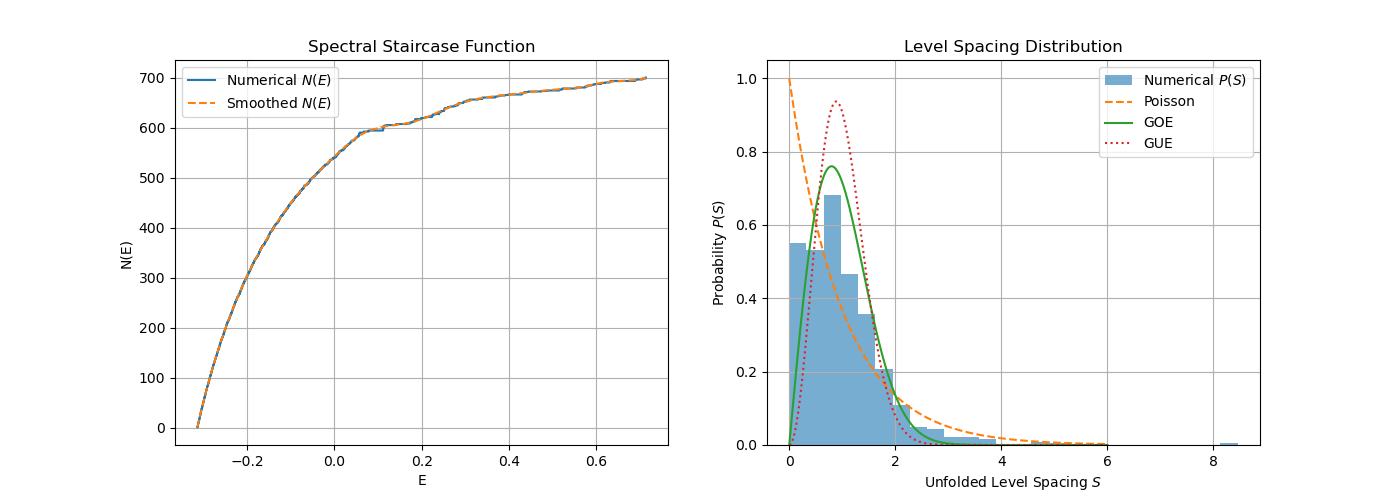 Spectral Staircase Function
Numerical N(E)
Smoothed N(E)
N(E)
700
600
500
400
300
200
100
0
−0.2
0.0
0.2
0.4
0.6
E
Level Spacing Distribution
Numerical P(S)
Poisson
GOE
GUE
Probability P(S)
1.0
0.8
0.6
0.4
0.2
0.0
0
2
4
6
8
Unfolded Level Spacing S